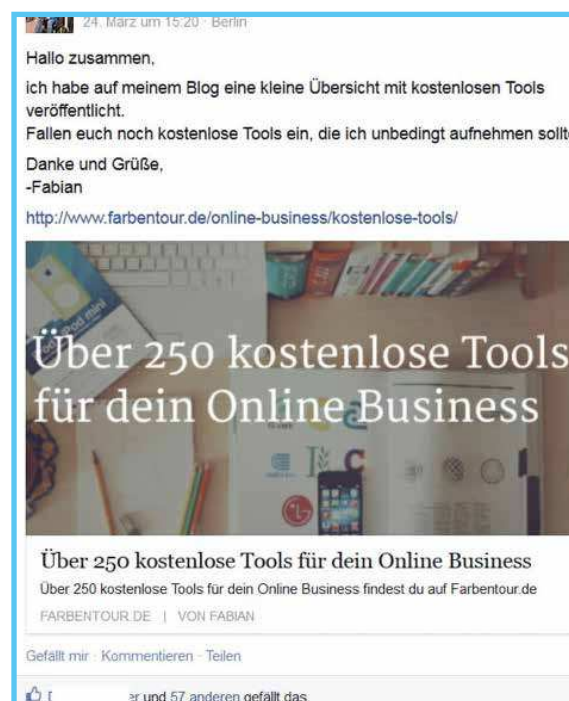 24. März um 15:20 · Berlin
Hallo zusammen,
ich habe auf meinem Blog eine kleine Übersicht mit kostenlosen Tools
veröffentlicht.
Fallen euch noch kostenlose Tools ein, die ich unbedingt aufnehmen sollt
Danke und Grüße,
-Fabian
http://www.farbentour.de/online-business/kostenlose-tools/
iPod mini
Über 250 kostenlose Tools
für dein Online Business
LG
Über 250 kostenlose Tools für dein Online Business
Über 250 kostenlose Tools für dein Online Business findest du auf Farbentour.de
FARBENTOUR.DE | VON FABIAN
Gefällt mir · Kommentieren · Teilen
er und 57 anderen gefällt das